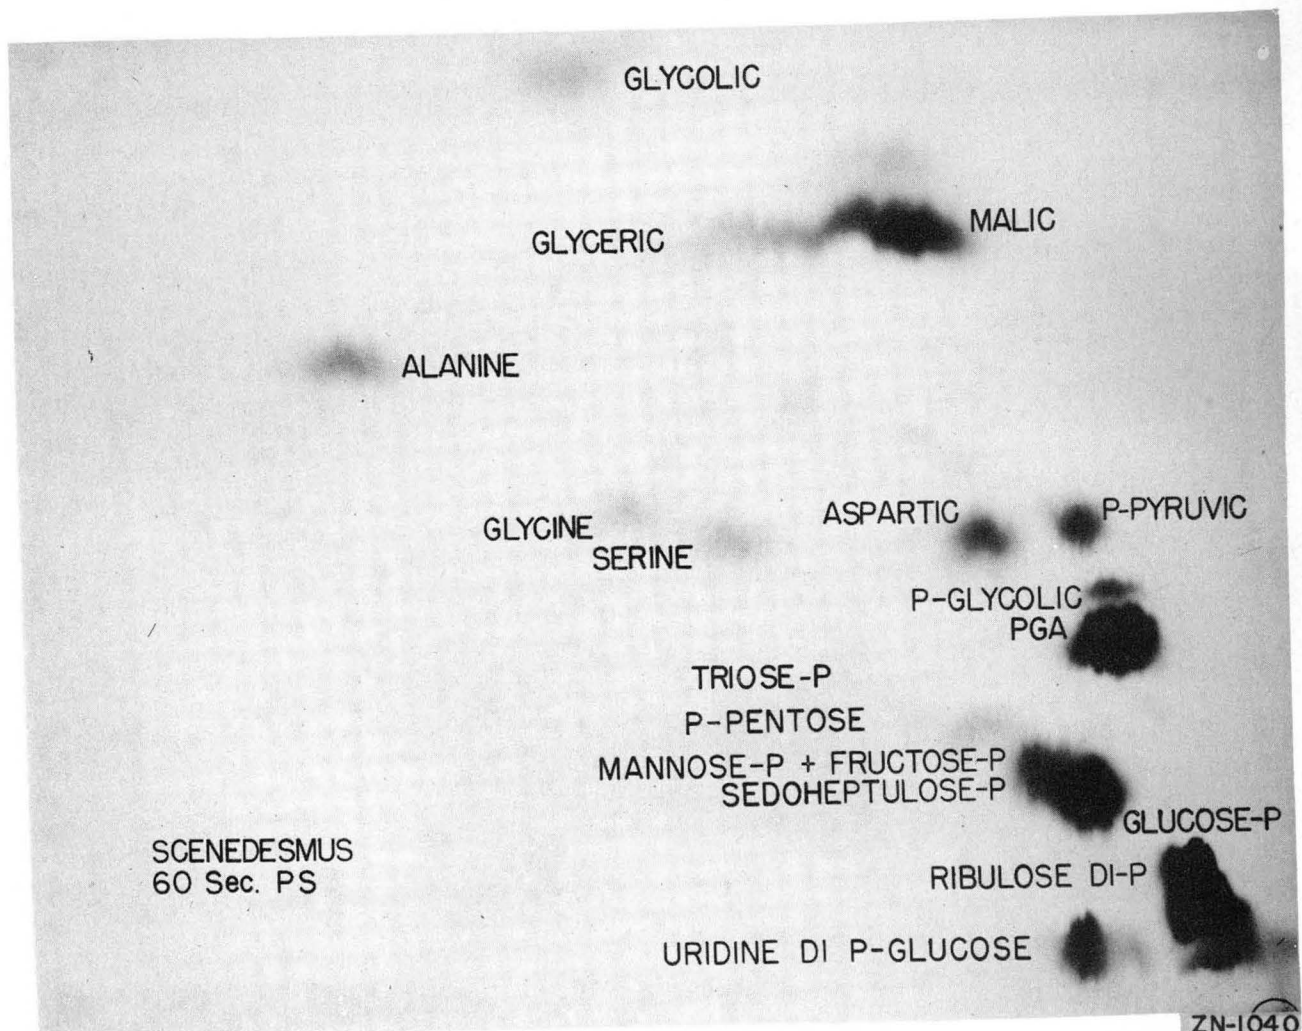 GLYCOLIC
MALIC
GLYCERIC
ALANINE
ASPARTIC
P-PYRUVIC
GLYCINE
SERINE
P-GLYCOLIC
PGA
TRIOSE-P
P-PENTOSE
MANNOSE-P + FRUCTOSE-P
SEDOHEPTULOSE-P
GLUCOSE-P
SCENEDESMUS
60 Sec. PS
RIBULOSE DI-P
URIDINE DI P-GLUCOSE
ZN-1040